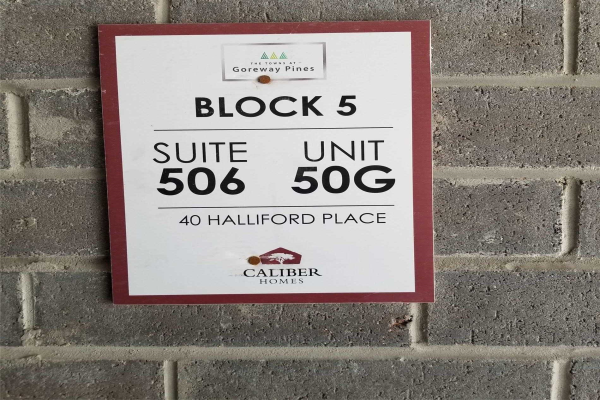 THE TOWNS AT
Goreway Pines
BLOCK 5
SUITE UNIT
506 50G
40 HALLIFORD PLACE
CALIBER
HOMES